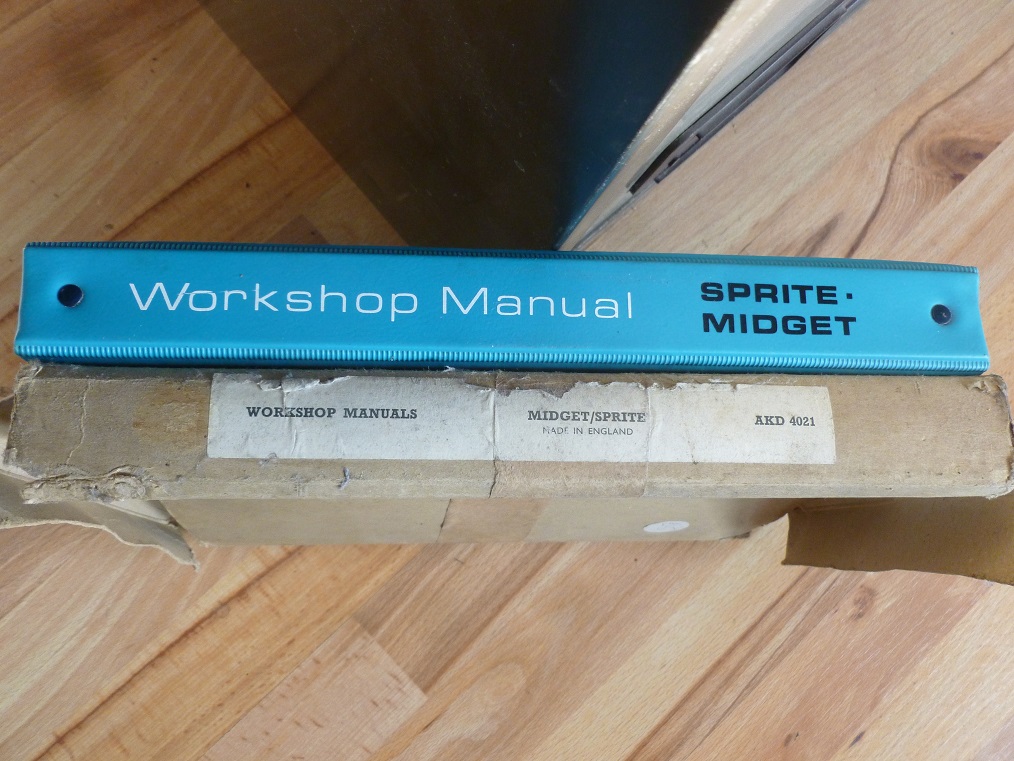 Workshop Manual
SPRITE·
MIDGET
WORKSHOP MANUALS
MIDGET/SPRITE
MADE IN ENGLAND
AKD 4021